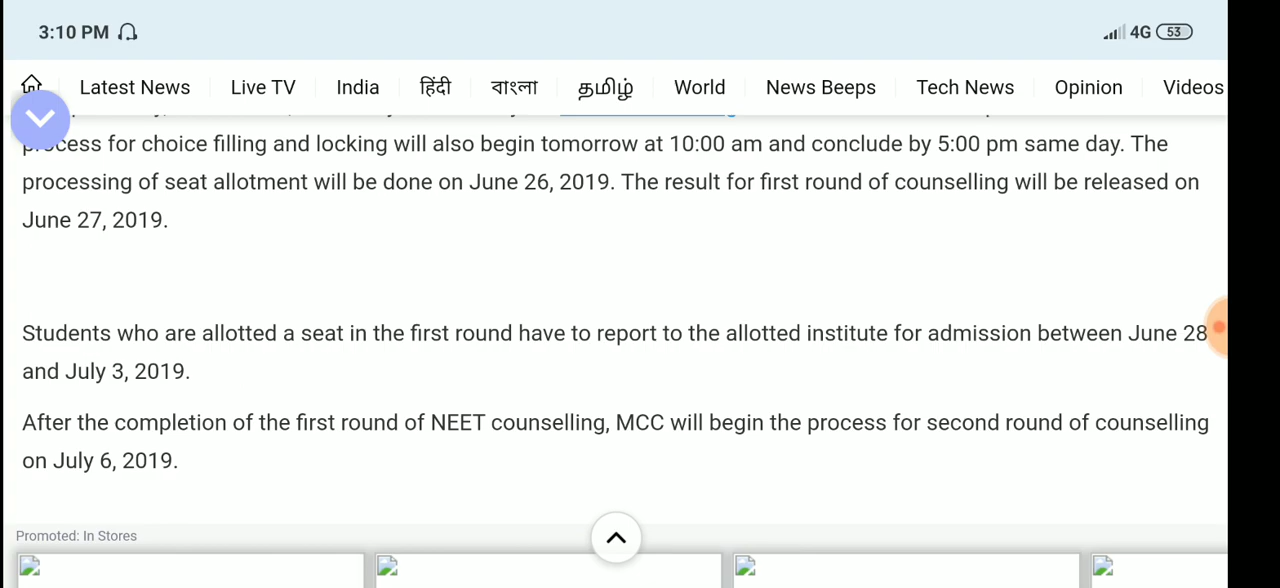 3:10 PM 4G 53
Latest News Live TV India हिंदी বাংলা தமிழ் World News Beeps Tech News Opinion Videos
process for choice filling and locking will also begin tomorrow at 10:00 am and conclude by 5:00 pm same day. The
processing of seat allotment will be done on June 26, 2019. The result for first round of counselling will be released on
June 27, 2019.
Students who are allotted a seat in the first round have to report to the allotted institute for admission between June 28
and July 3, 2019.
After the completion of the first round of NEET counselling, MCC will begin the process for second round of counselling
on July 6, 2019.
Promoted: In Stores